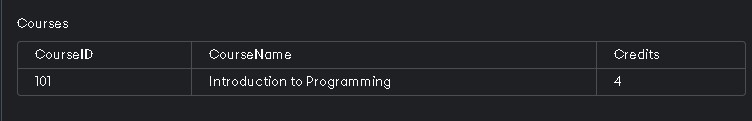 Courses
CourseID CourseName Credits
101 Introduction to Programming 4